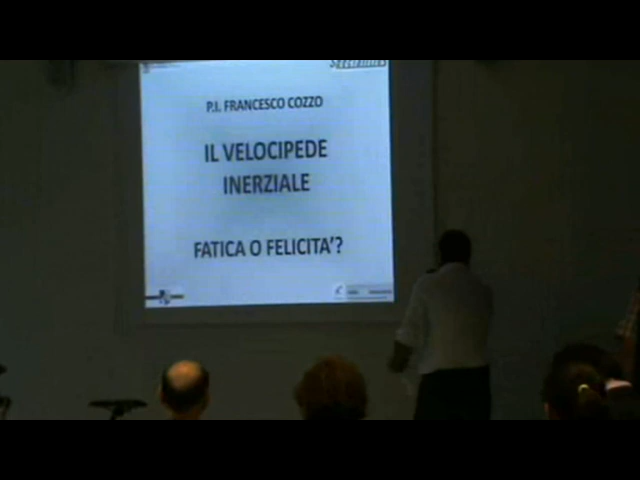 P.I. FRANCESCO COZZO
IL VELOCIPEDE
INERZIALE
FATICA O FELICITA'?